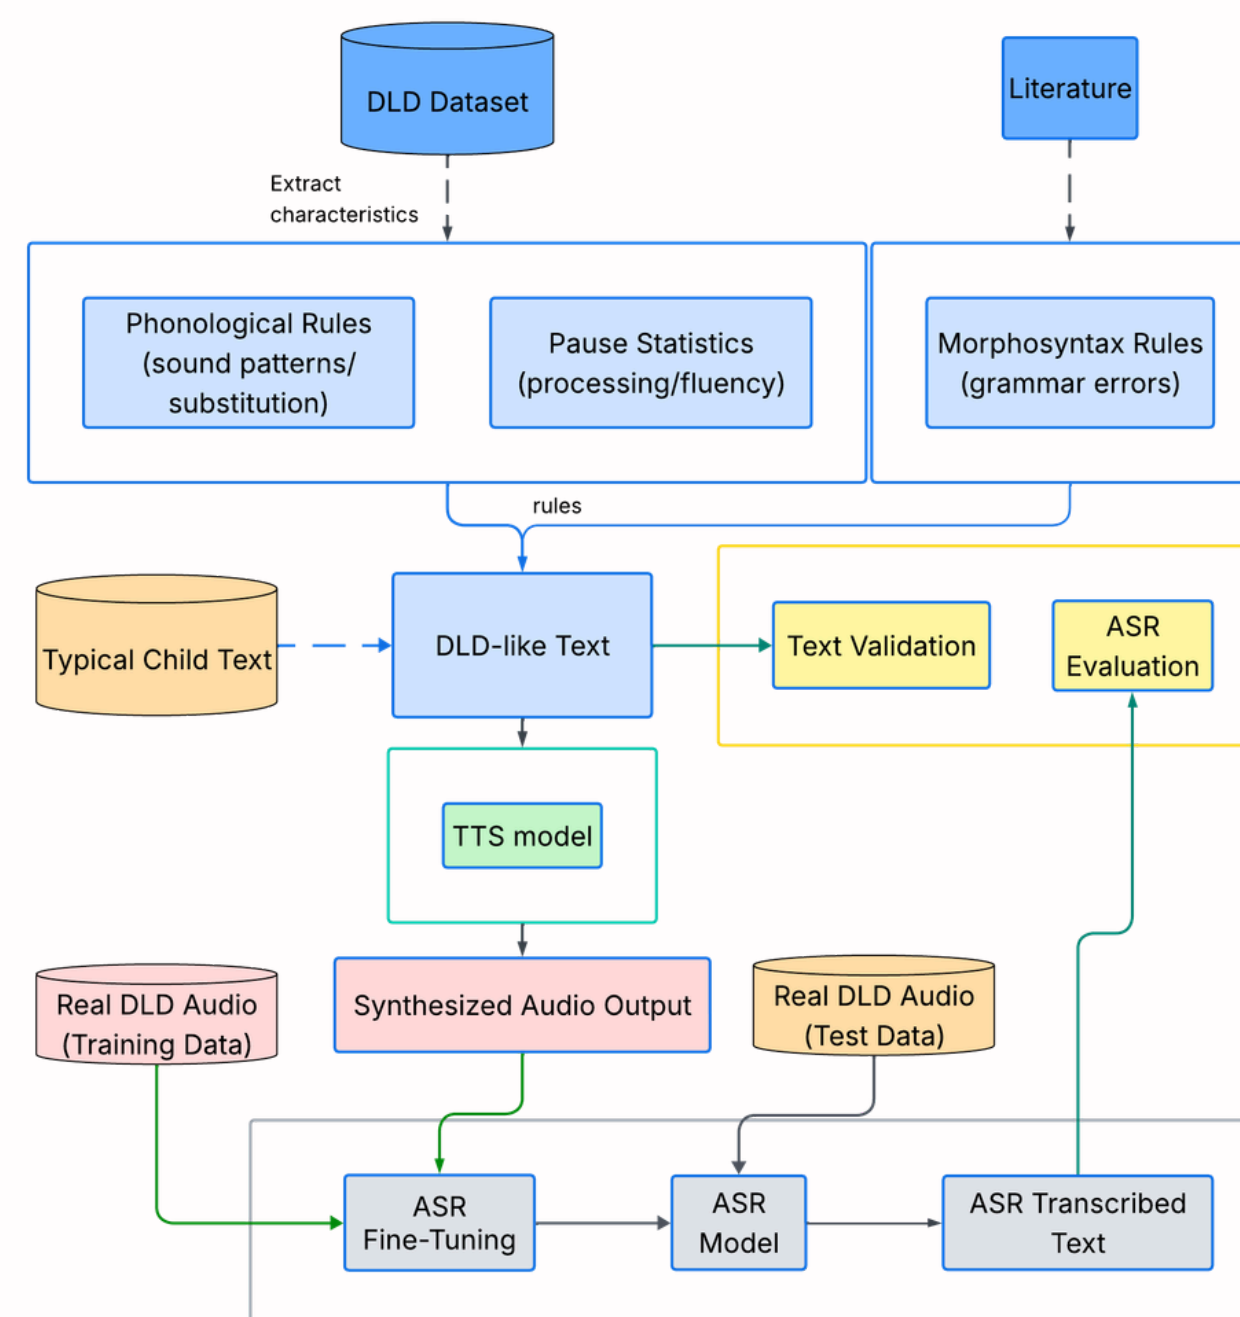 DLD Dataset
Literature
Extract
characteristics
Phonological Rules
(sound patterns/
substitution)
Pause Statistics
(processing/fluency)
Morphosyntax Rules
(grammar errors)
rules
Typical Child Text
DLD-like Text
Text Validation
ASR
Evaluation
TTS model
Real DLD Audio
(Training Data)
Synthesized Audio Output
Real DLD Audio
(Test Data)
ASR
Fine-Tuning
ASR
Model
ASR Transcribed
Text